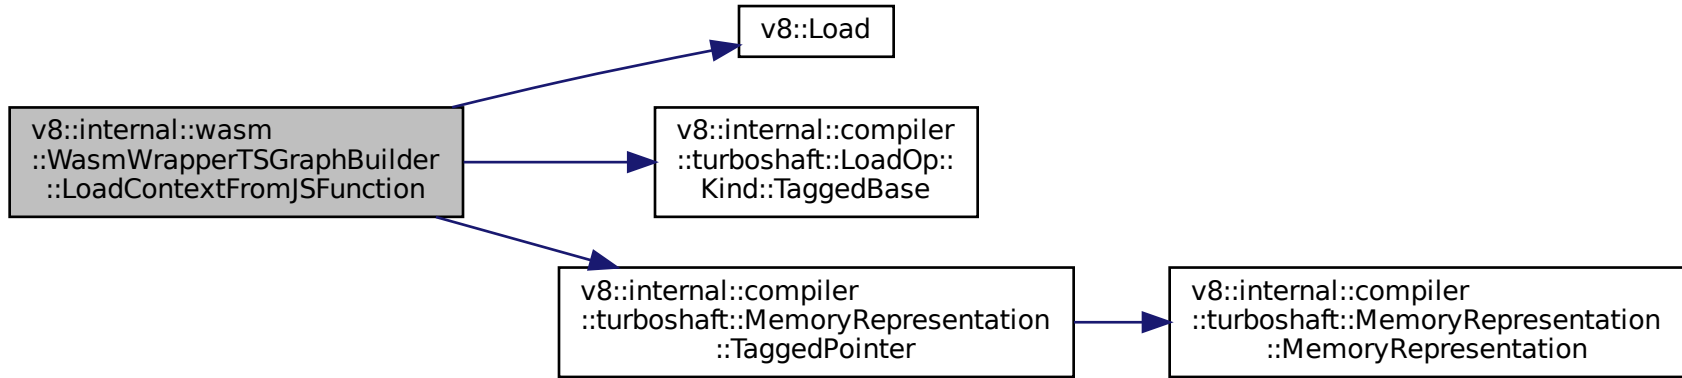 v8::Load
v8::internal::wasm
::WasmWrapperTSGraphBuilder
::LoadContextFromJSFunction
v8::internal::compiler
::turboshaft::LoadOp::
Kind::TaggedBase
v8::internal::compiler
::turboshaft::MemoryRepresentation
::TaggedPointer
v8::internal::compiler
::turboshaft::MemoryRepresentation
::MemoryRepresentation